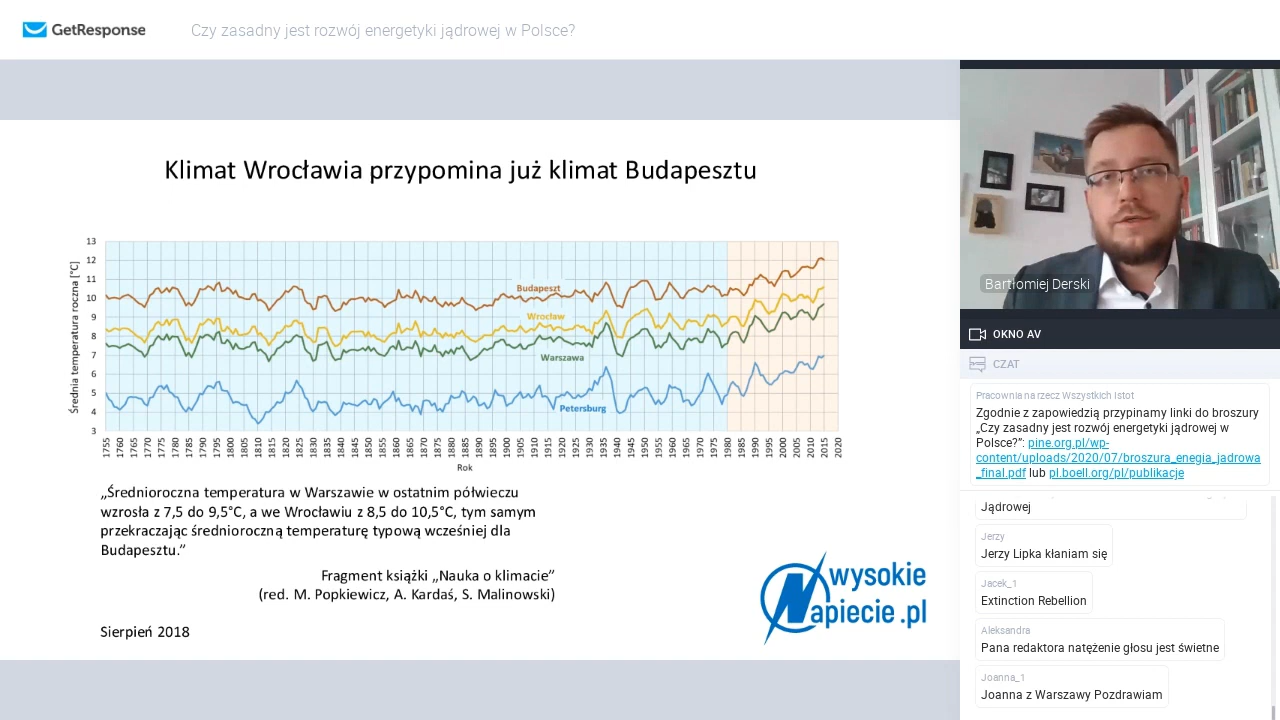 GetResponse
Czy zasadny jest rozwój energetyki jądrowej w Polsce?
Klimat Wrocławia przypomina już klimat Budapesztu
Średnia temperatura roczna [°C]
13
12
11
10
9
8
7
6
5
4
3
Budapeszt
Wrocław
Warszawa
Petersburg
1755 1760 1765 1770 1775 1780 1785 1790 1795 1800 1805 1810 1815 1820 1825 1830 1835 1840 1845 1850 1855 1860 1865 1870 1875 1880 1885 1890 1895 1900 1905 1910 1915 1920 1925 1930 1935 1940 1945 1950 1955 1960 1965 1970 1975 1980 1985 1990 1995 2000 2005 2010 2015 2020
Rok
„Średnioroczna temperatura w Warszawie w ostatnim półwieczu
wzrosła z 7,5 do 9,5°C, a we Wrocławiu z 8,5 do 10,5°C, tym samym
przekraczając średnioroczną temperaturę typową wcześniej dla
Budapesztu.”
Fragment książki „Nauka o klimacie”
(red. M. Popkiewicz, A. Kardaś, S. Malinowski)
Sierpień 2018
wysokie
Napiecie.pl
Bartłomiej Derski
OKNO AV
CZAT
Pracownia na rzecz Wszystkich Istot
Zgodnie z zapowiedzią przypinamy linki do broszury
„Czy zasadny jest rozwój energetyki jądrowej w
Polsce?”: pine.org.pl/wp-
content/uploads/2020/07/broszura_enegia_jadrowa
_final.pdf lub pl.boell.org/pl/publikacje
Jądrowej
Jerzy
Jerzy Lipka kłaniam się
Jacek_1
Extinction Rebellion
Aleksandra
Pana redaktora natężenie głosu jest świetne
Joanna_1
Joanna z Warszawy Pozdrawiam